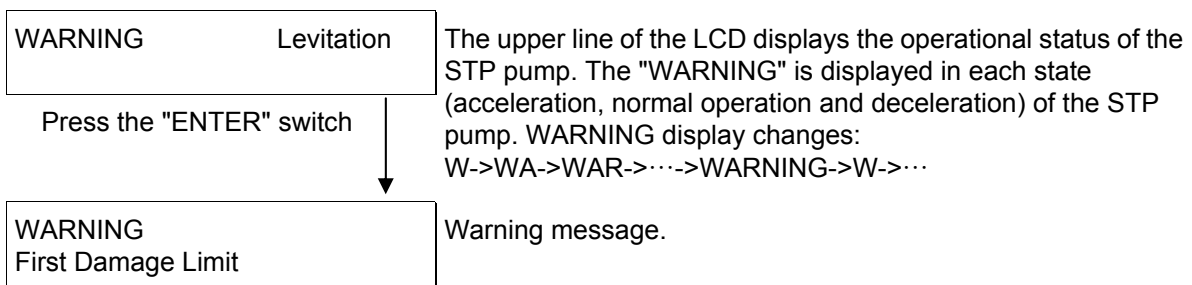 WARNING Levitation
The upper line of the LCD displays the operational status of the
STP pump. The "WARNING" is displayed in each state
(acceleration, normal operation and deceleration) of the STP
pump. WARNING display changes:
W->WA->WAR->⋯->WARNING->W->⋯
Press the "ENTER" switch
WARNING
First Damage Limit
Warning message.